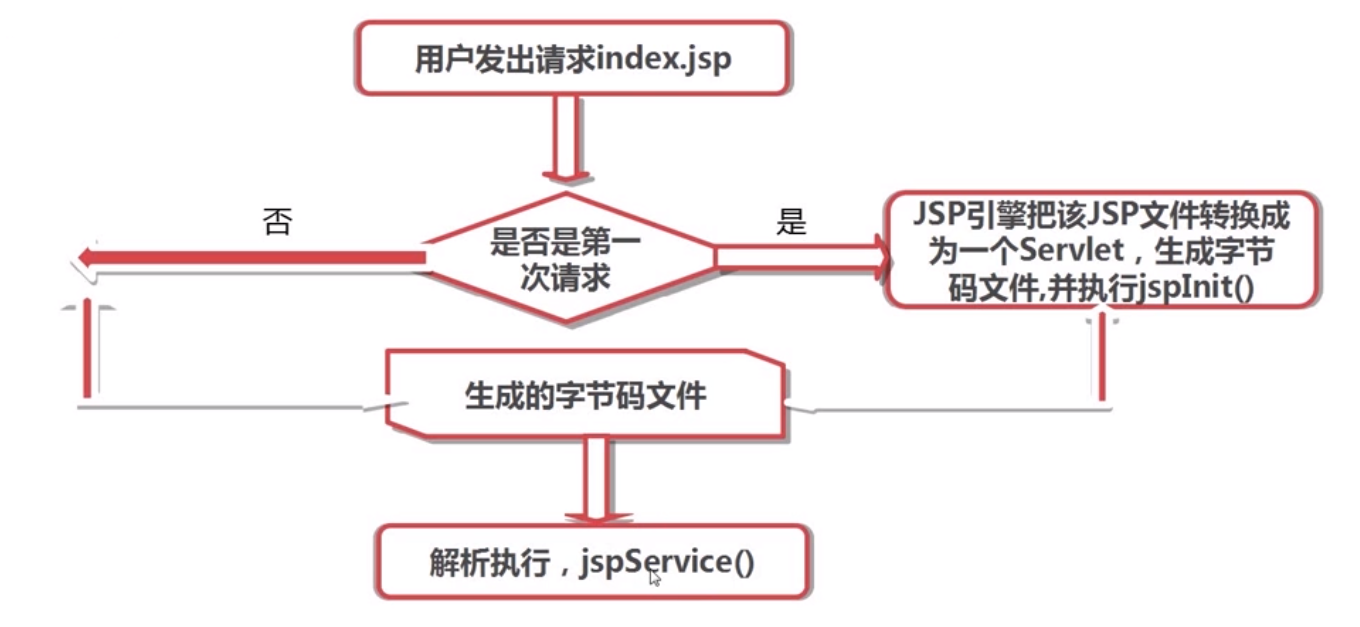 用户发出请求index.jsp
否
是
是否是第一
次请求
JSP引擎把该JSP文件转换成
为一个Servlet，生成字节
码文件,并执行jspInit()
生成的字节码文件
解析执行，jspService()